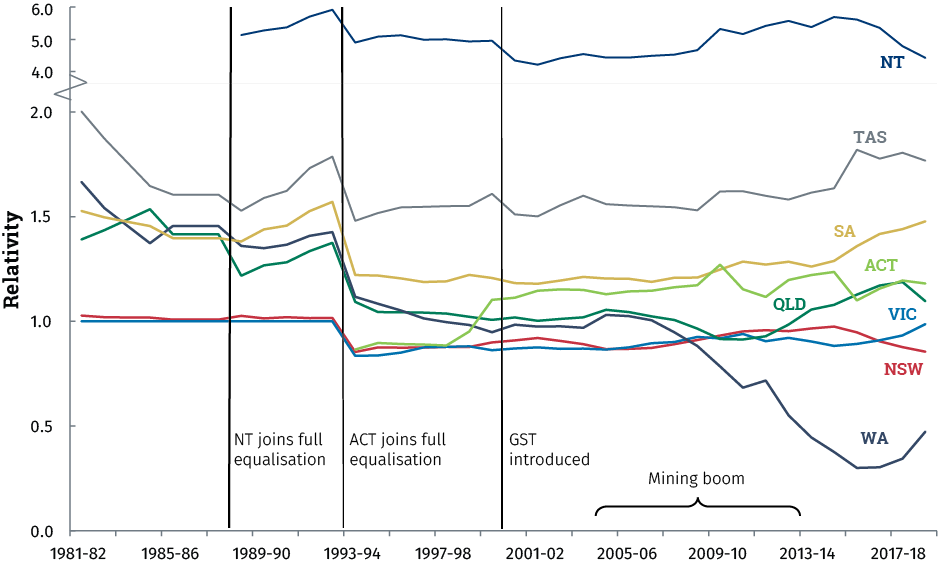 6.0
5.0
4.0
2.0
1.5
1.0
0.5
0.0
Relativity
NT
TAS
SA
ACT
QLD
VIC
NSW
WA
NT joins full
equalisation
ACT joins full
equalisation
GST
introduced
Mining boom
1981-82 1985-86 1989-90 1993-94 1997-98 2001-02 2005-06 2009-10 2013-14 2017-18